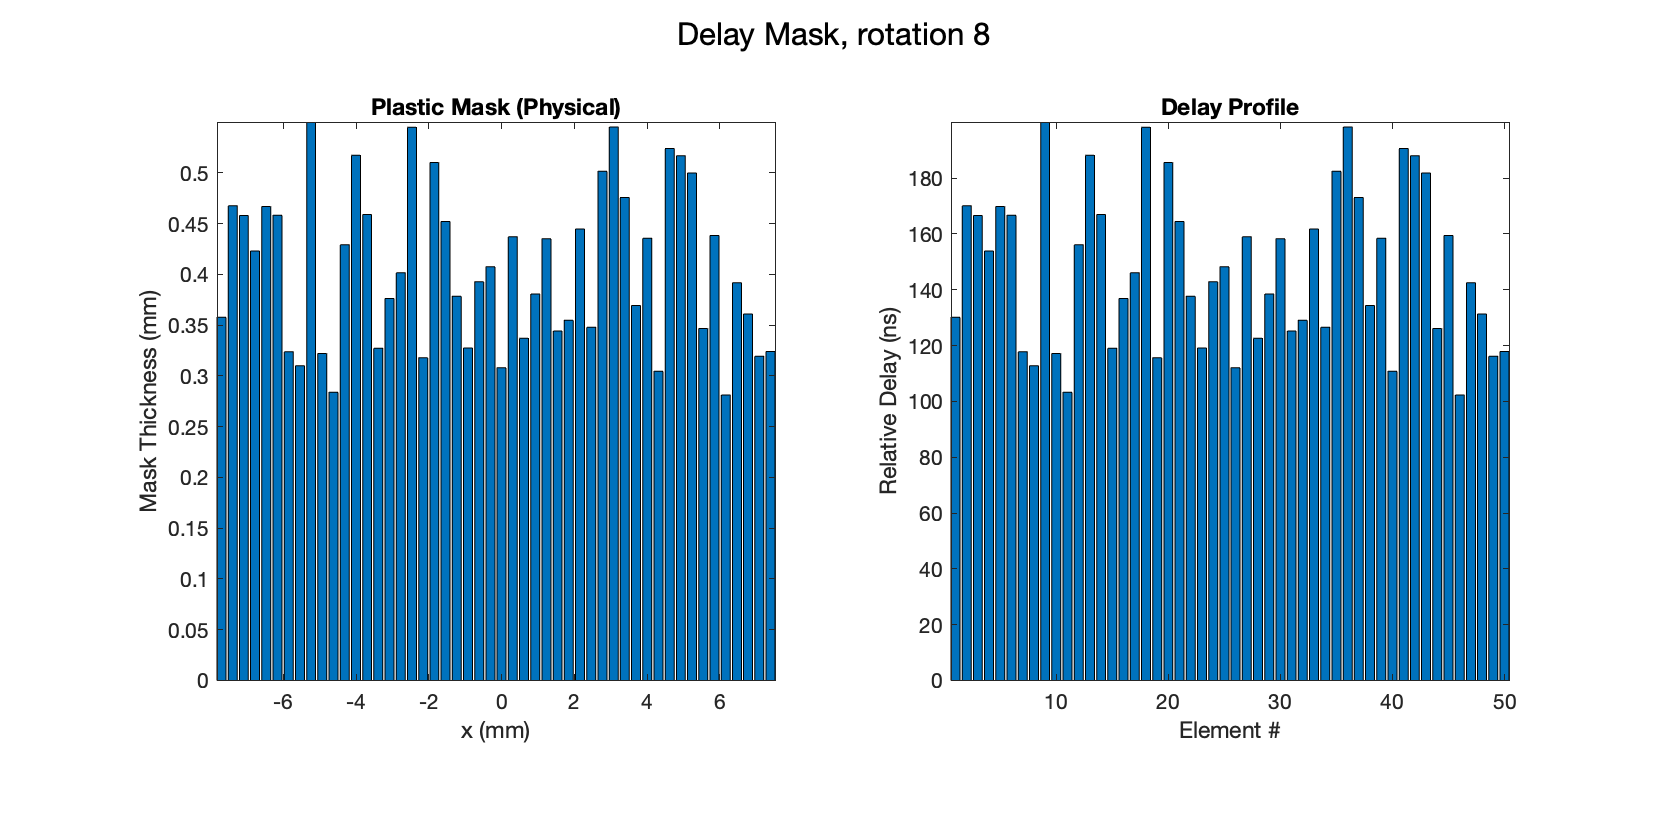 Delay Mask, rotation 8
Plastic Mask (Physical)
Mask Thickness (mm)
0.5
0.45
0.4
0.35
0.3
0.25
0.2
0.15
0.1
0.05
0
-6 -4 -2 0 2 4 6
x (mm)
Delay Profile
Relative Delay (ns)
180
160
140
120
100
80
60
40
20
0
10 20 30 40 50
Element #